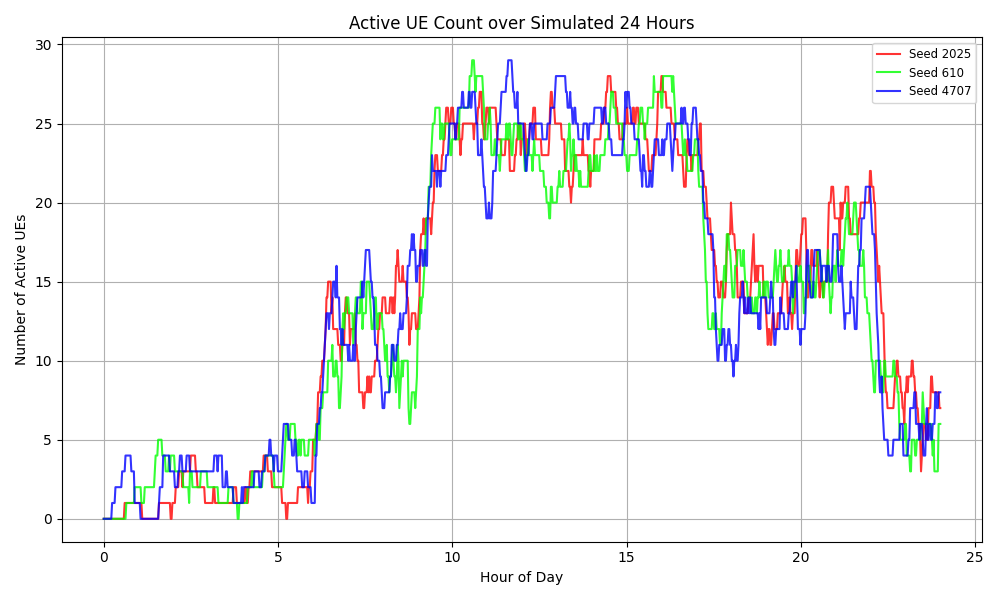 Active UE Count over Simulated 24 Hours
Seed 2025
Seed 610
Seed 4707
Number of Active UEs
30
25
20
15
10
5
0
0 5 10 15 20 25
Hour of Day